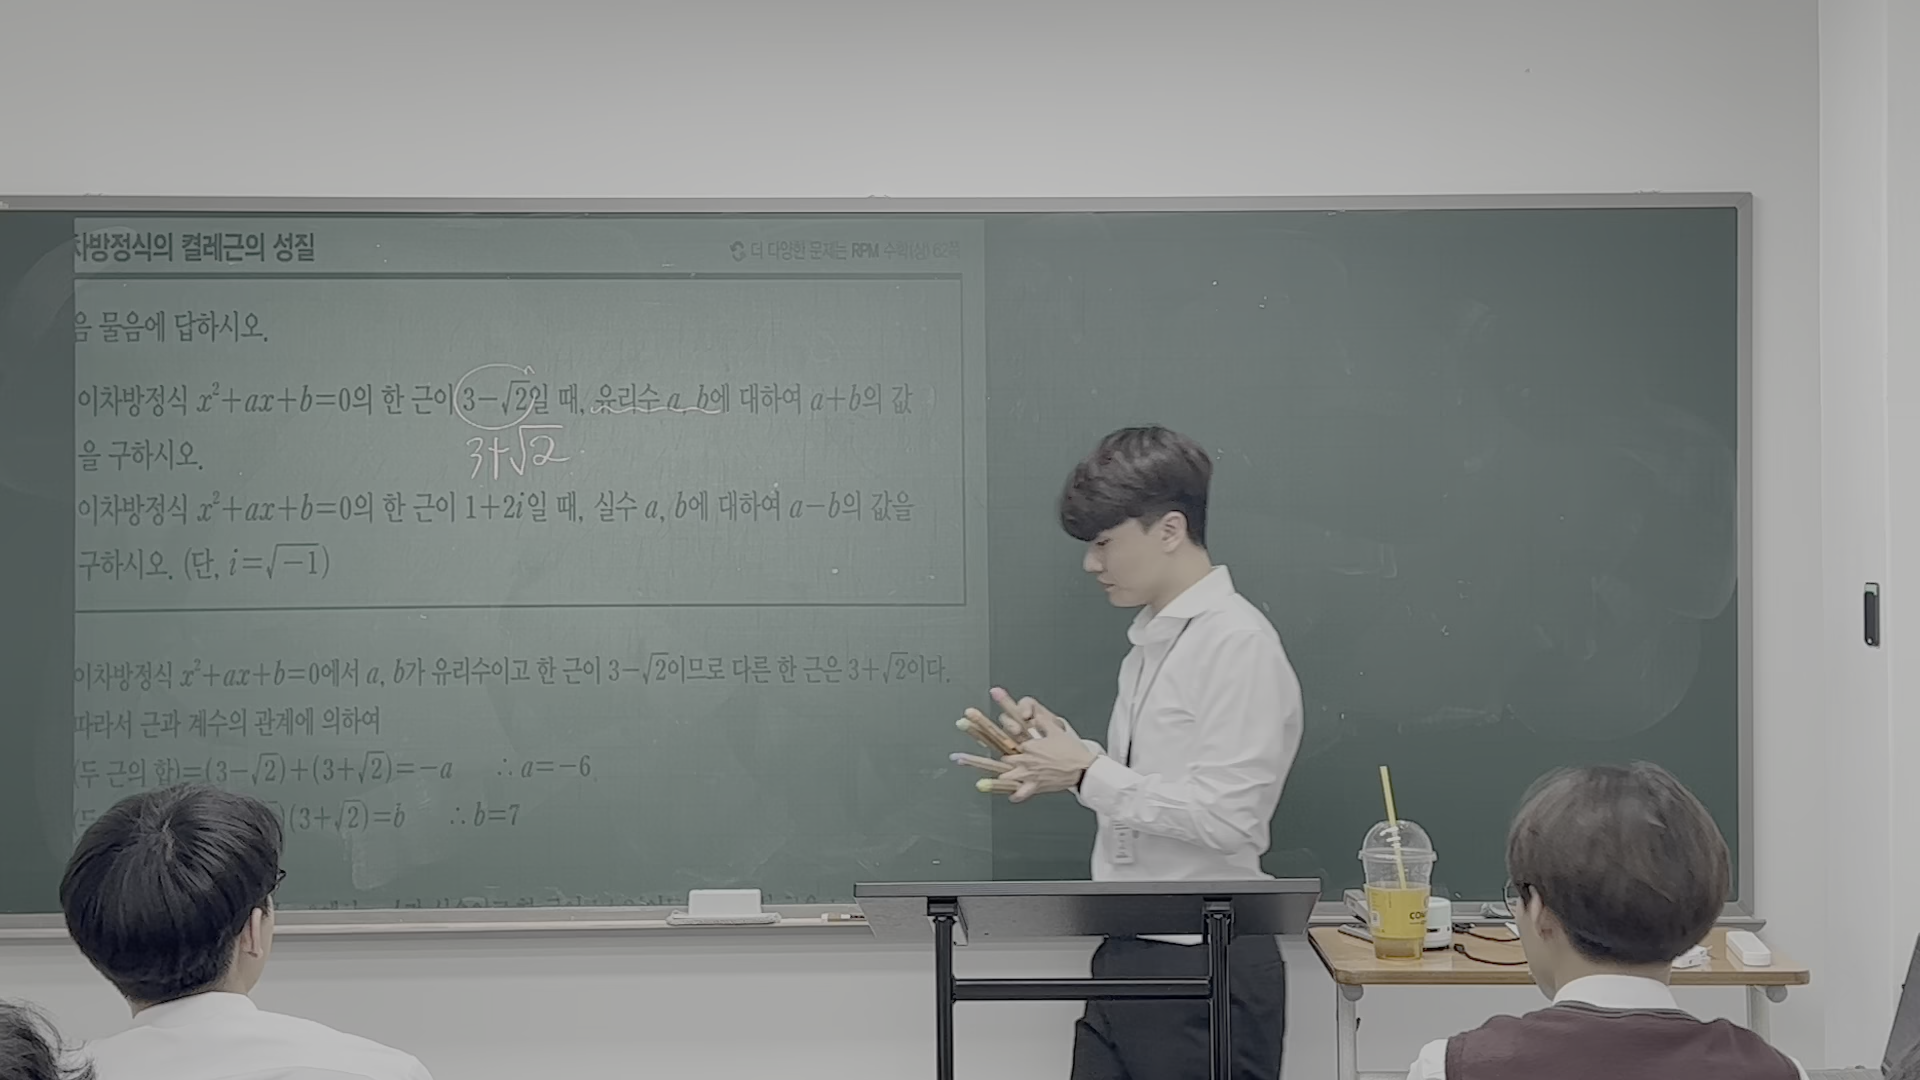 차방정식의 켤레근의 성질
더 다양한 문제는 RPM 수학(상) 62쪽
음 물음에 답하시오.
이차방정식 x²+ax+b=0의 한 근이 3-√2일 때, 유리수 a, b에 대하여 a+b의 값
을 구하시오.
3+√2
이차방정식 x²+ax+b=0의 한 근이 1+2i일 때, 실수 a, b에 대하여 a-b의 값을
구하시오. (단, i=√-1)
이차방정식 x²+ax+b=0에서 a, b가 유리수이고 한 근이 3-√2이므로 다른 한 근은 3+√2이다.
따라서 근과 계수의 관계에 의하여
(두 근의 합)=(3-√2)+(3+√2)=-a ∴ a=-6
(3+√2)=b ∴ b=7